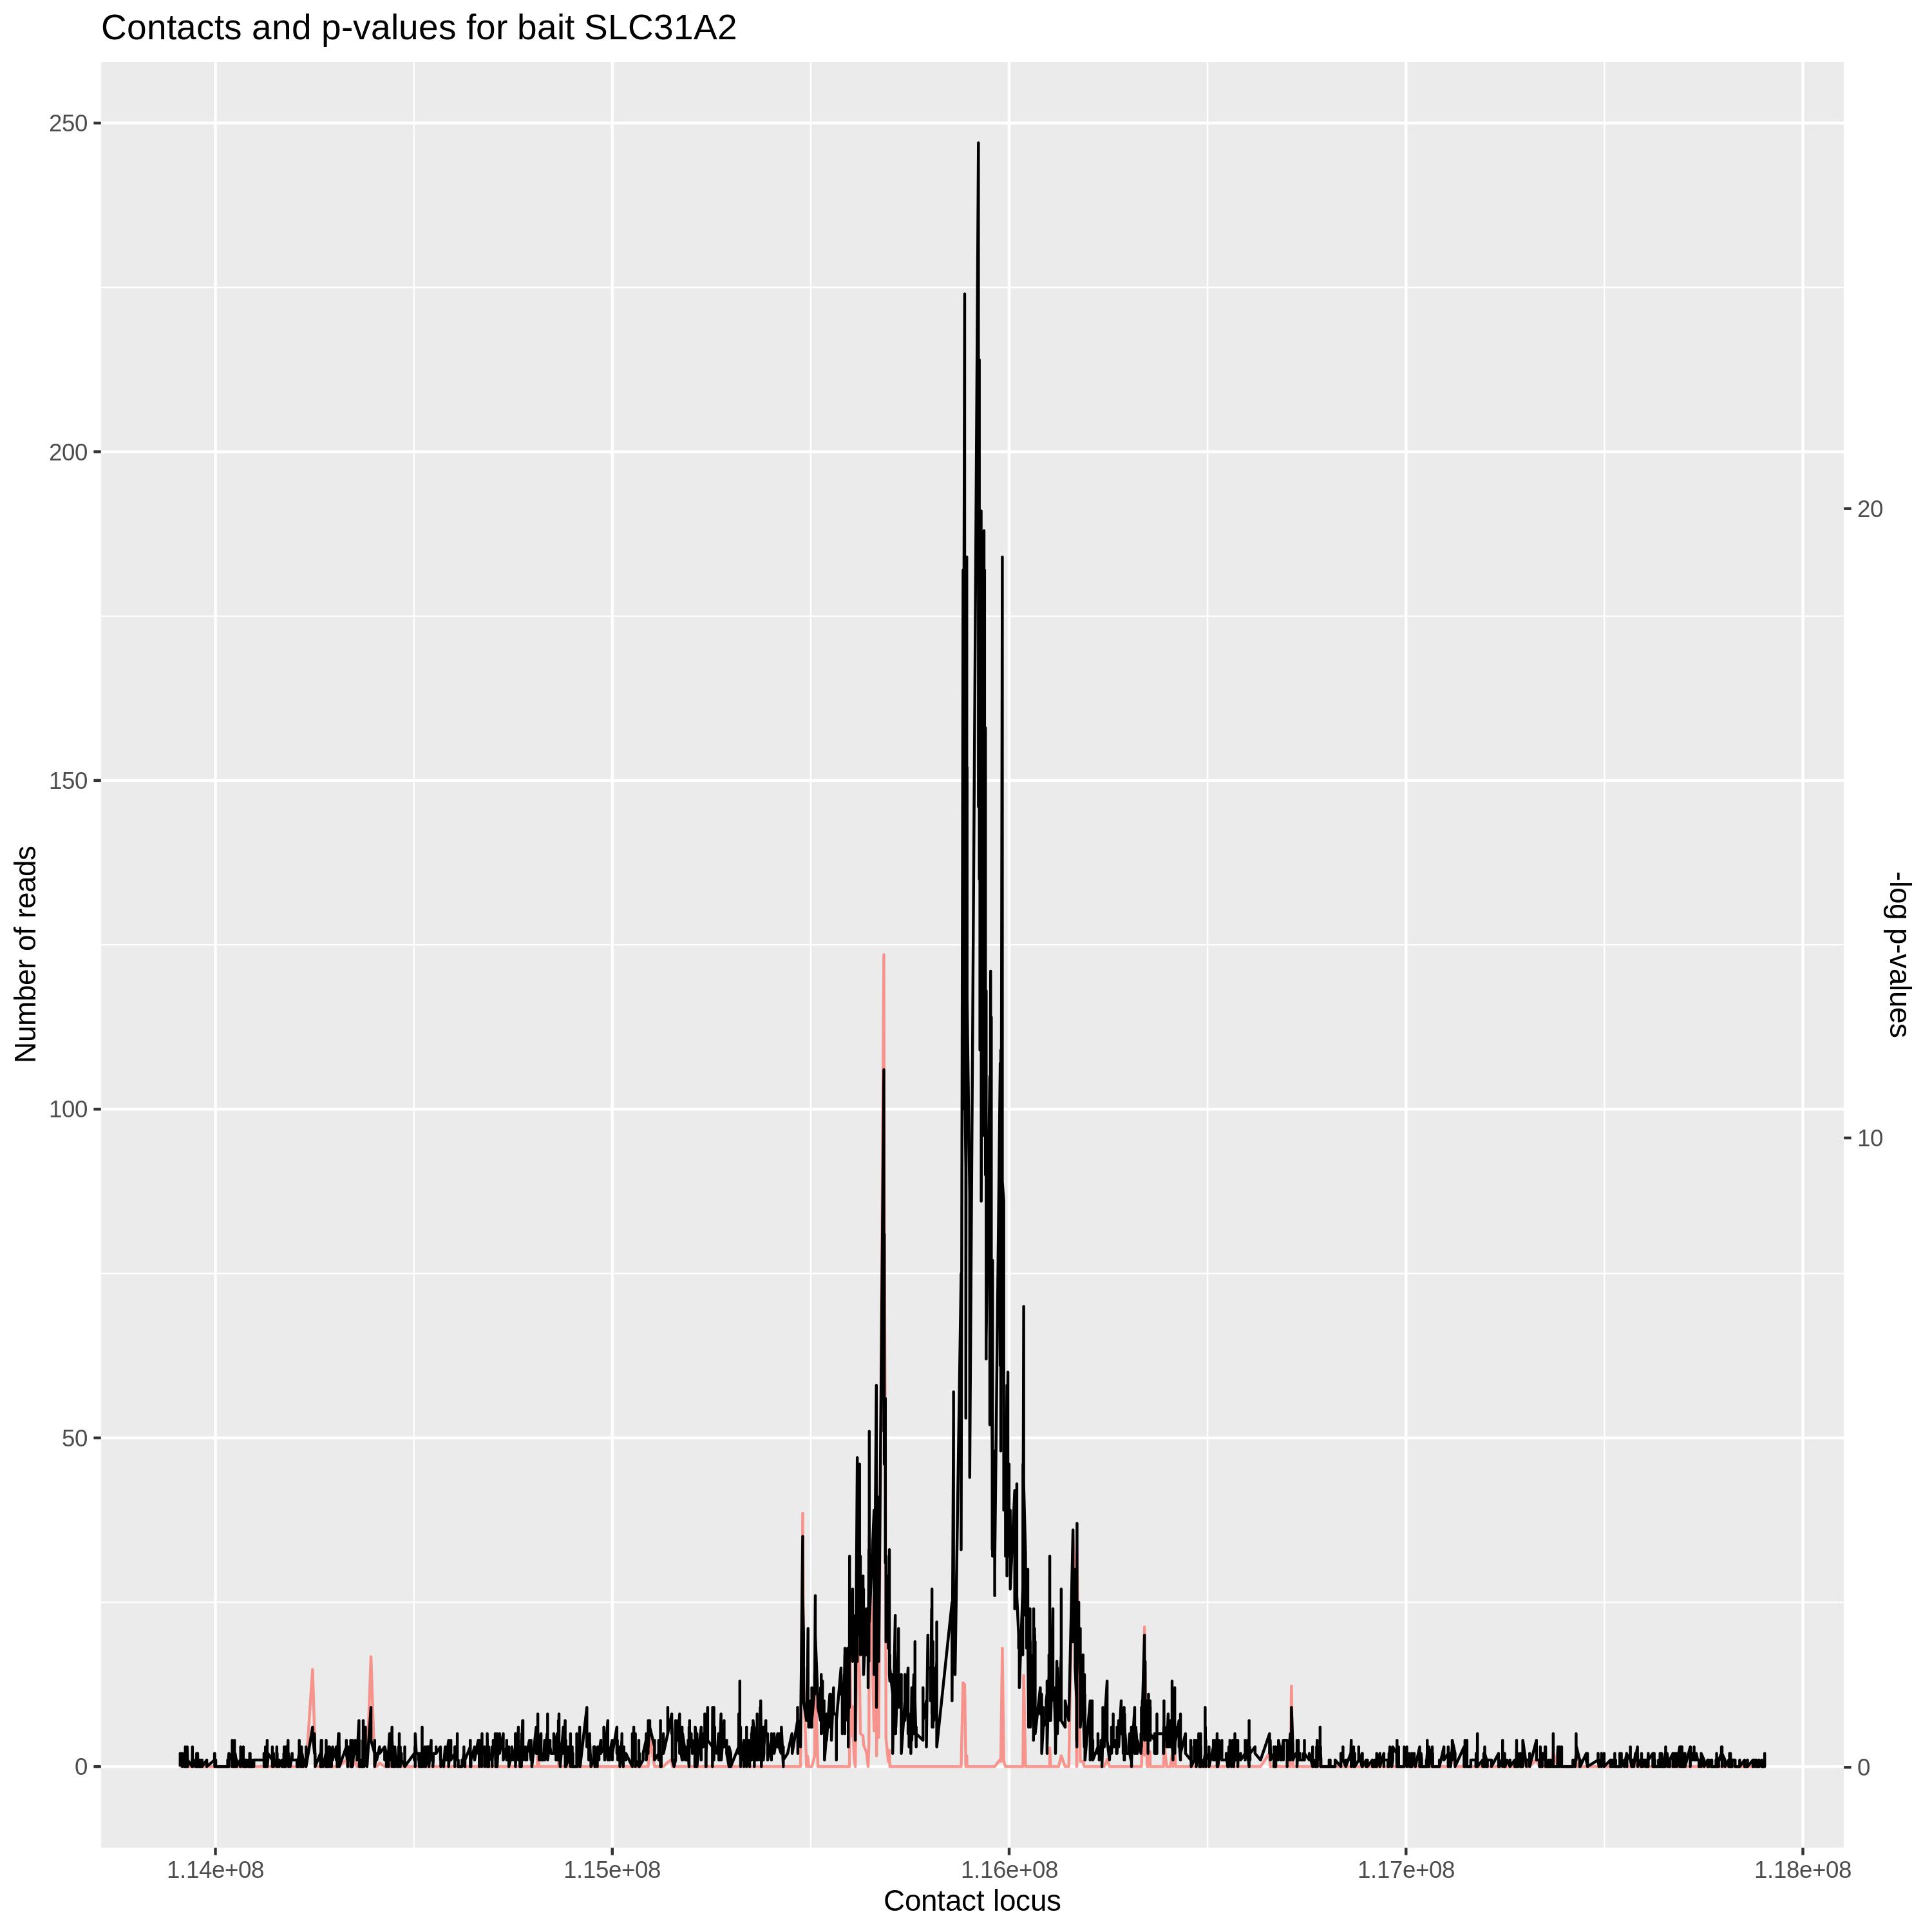 Contacts and p-values for bait SLC31A2
250
200
150
100
50
0
Number of reads
20
10
0
-log p-values
1.14e+08
1.15e+08
1.16e+08
1.17e+08
1.18e+08
Contact locus